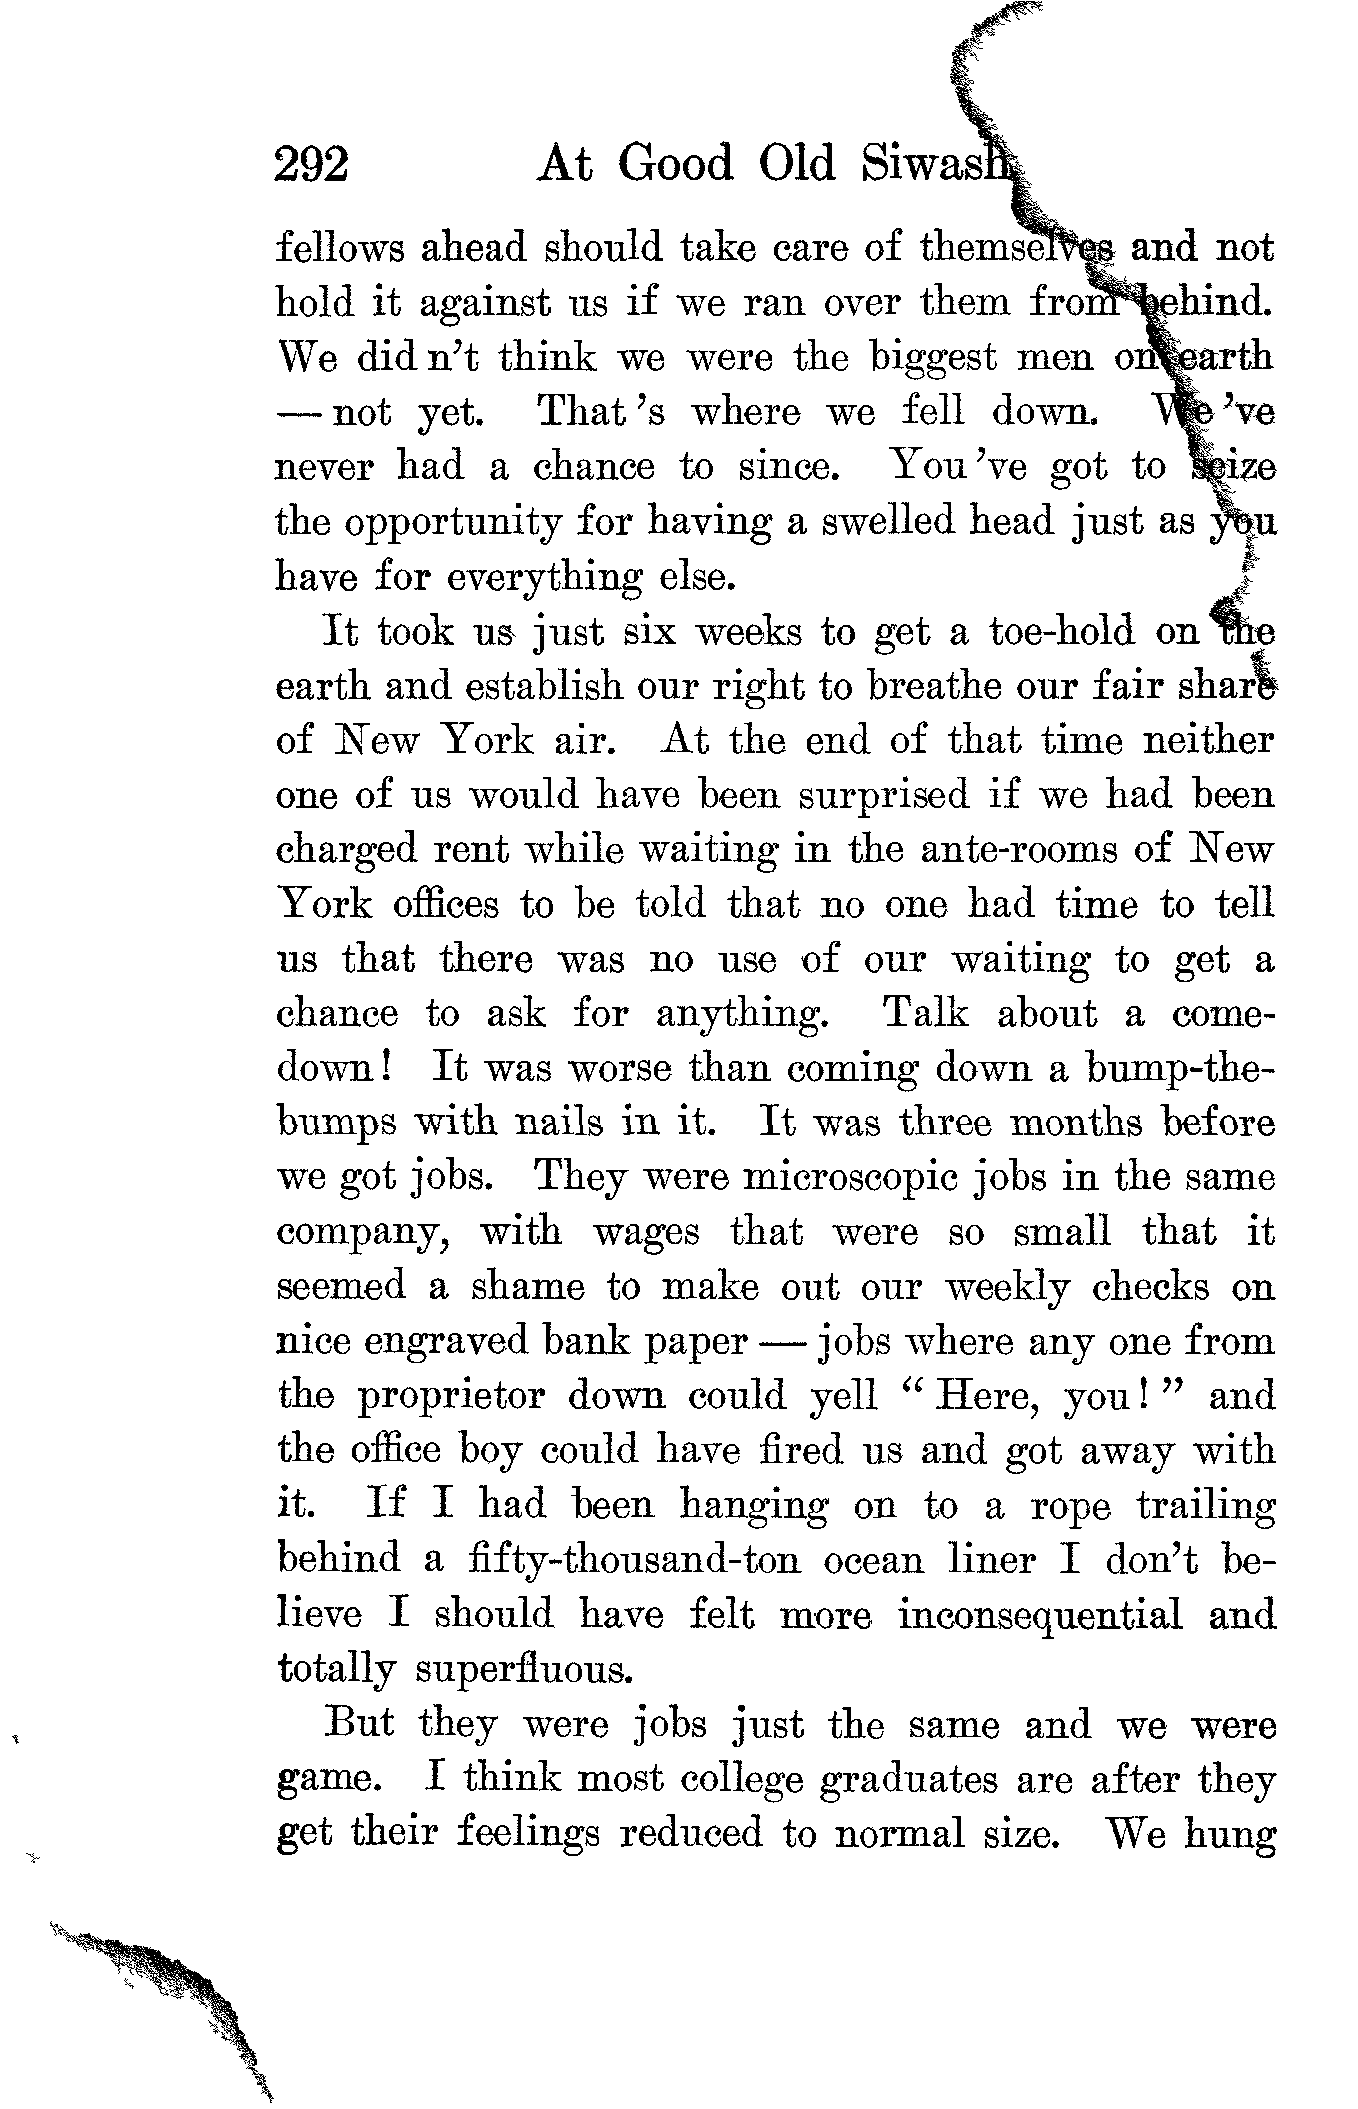 292 At Good Old Siwash
fellows ahead should take care of themselves and not
hold it against us if we ran over them from behind.
We did n't think we were the biggest men on earth
— not yet. That 's where we fell down. We 've
never had a chance to since. You 've got to seize
the opportunity for having a swelled head just as you
have for everything else.
It took us just six weeks to get a toe-hold on the
earth and establish our right to breathe our fair share
of New York air. At the end of that time neither
one of us would have been surprised if we had been
charged rent while waiting in the ante-rooms of New
York offices to be told that no one had time to tell
us that there was no use of our waiting to get a
chance to ask for anything. Talk about a come-
down! It was worse than coming down a bump-the-
bumps with nails in it. It was three months before
we got jobs. They were microscopic jobs in the same
company, with wages that were so small that it
seemed a shame to make out our weekly checks on
nice engraved bank paper — jobs where any one from
the proprietor down could yell “ Here, you! ” and
the office boy could have fired us and got away with
it. If I had been hanging on to a rope trailing
behind a fifty-thousand-ton ocean liner I don't be-
lieve I should have felt more inconsequential and
totally superfluous.
But they were jobs just the same and we were
game. I think most college graduates are after they
get their feelings reduced to normal size. We hung